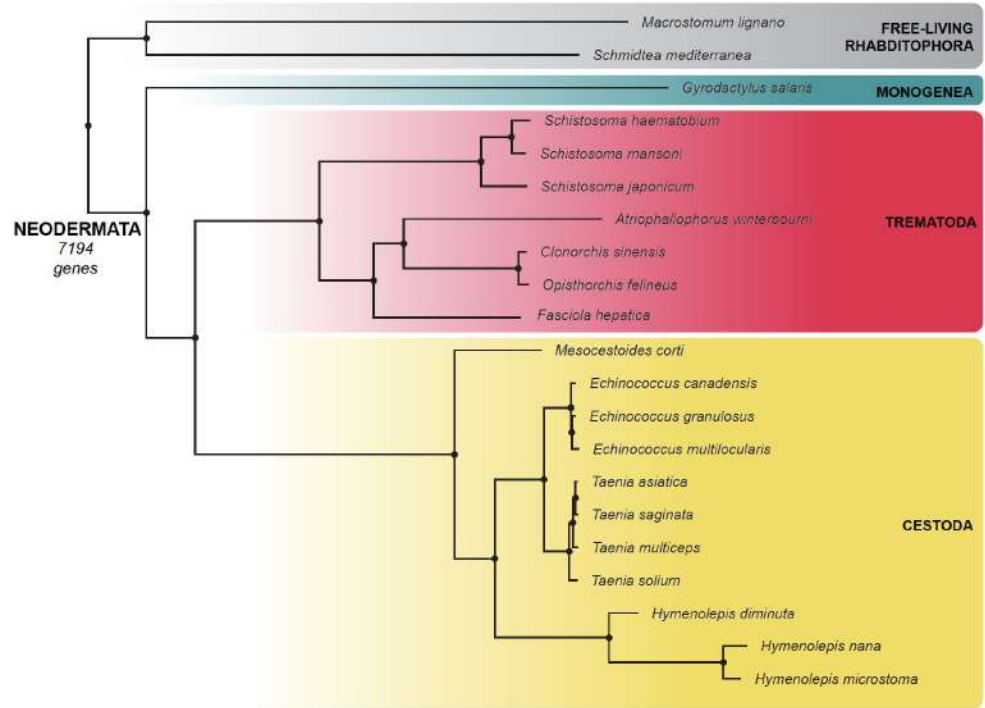 Macrostomum lignano
FREE-LIVING
RHABDITOPHORA
Schmidtea mediterranea
Gyrodactylus salaris
MONOGENEA
Schistosoma haematobium
Schistosoma mansoni
Schistosoma japonicum
Atriophallophorus winterbourni
TREMATODA
NEODERMATA
7194
genes
Clonorchis sinensis
Opisthorchis felineus
Fasciola hepatica
Mesocestoides corti
Echinococcus canadensis
Echinococcus granulosus
Echinococcus multilocularis
Taenia asiatica
Taenia saginata
CESTODA
Taenia multiceps
Taenia solium
Hymenolepis diminuta
Hymenolepis nana
Hymenolepis microstoma